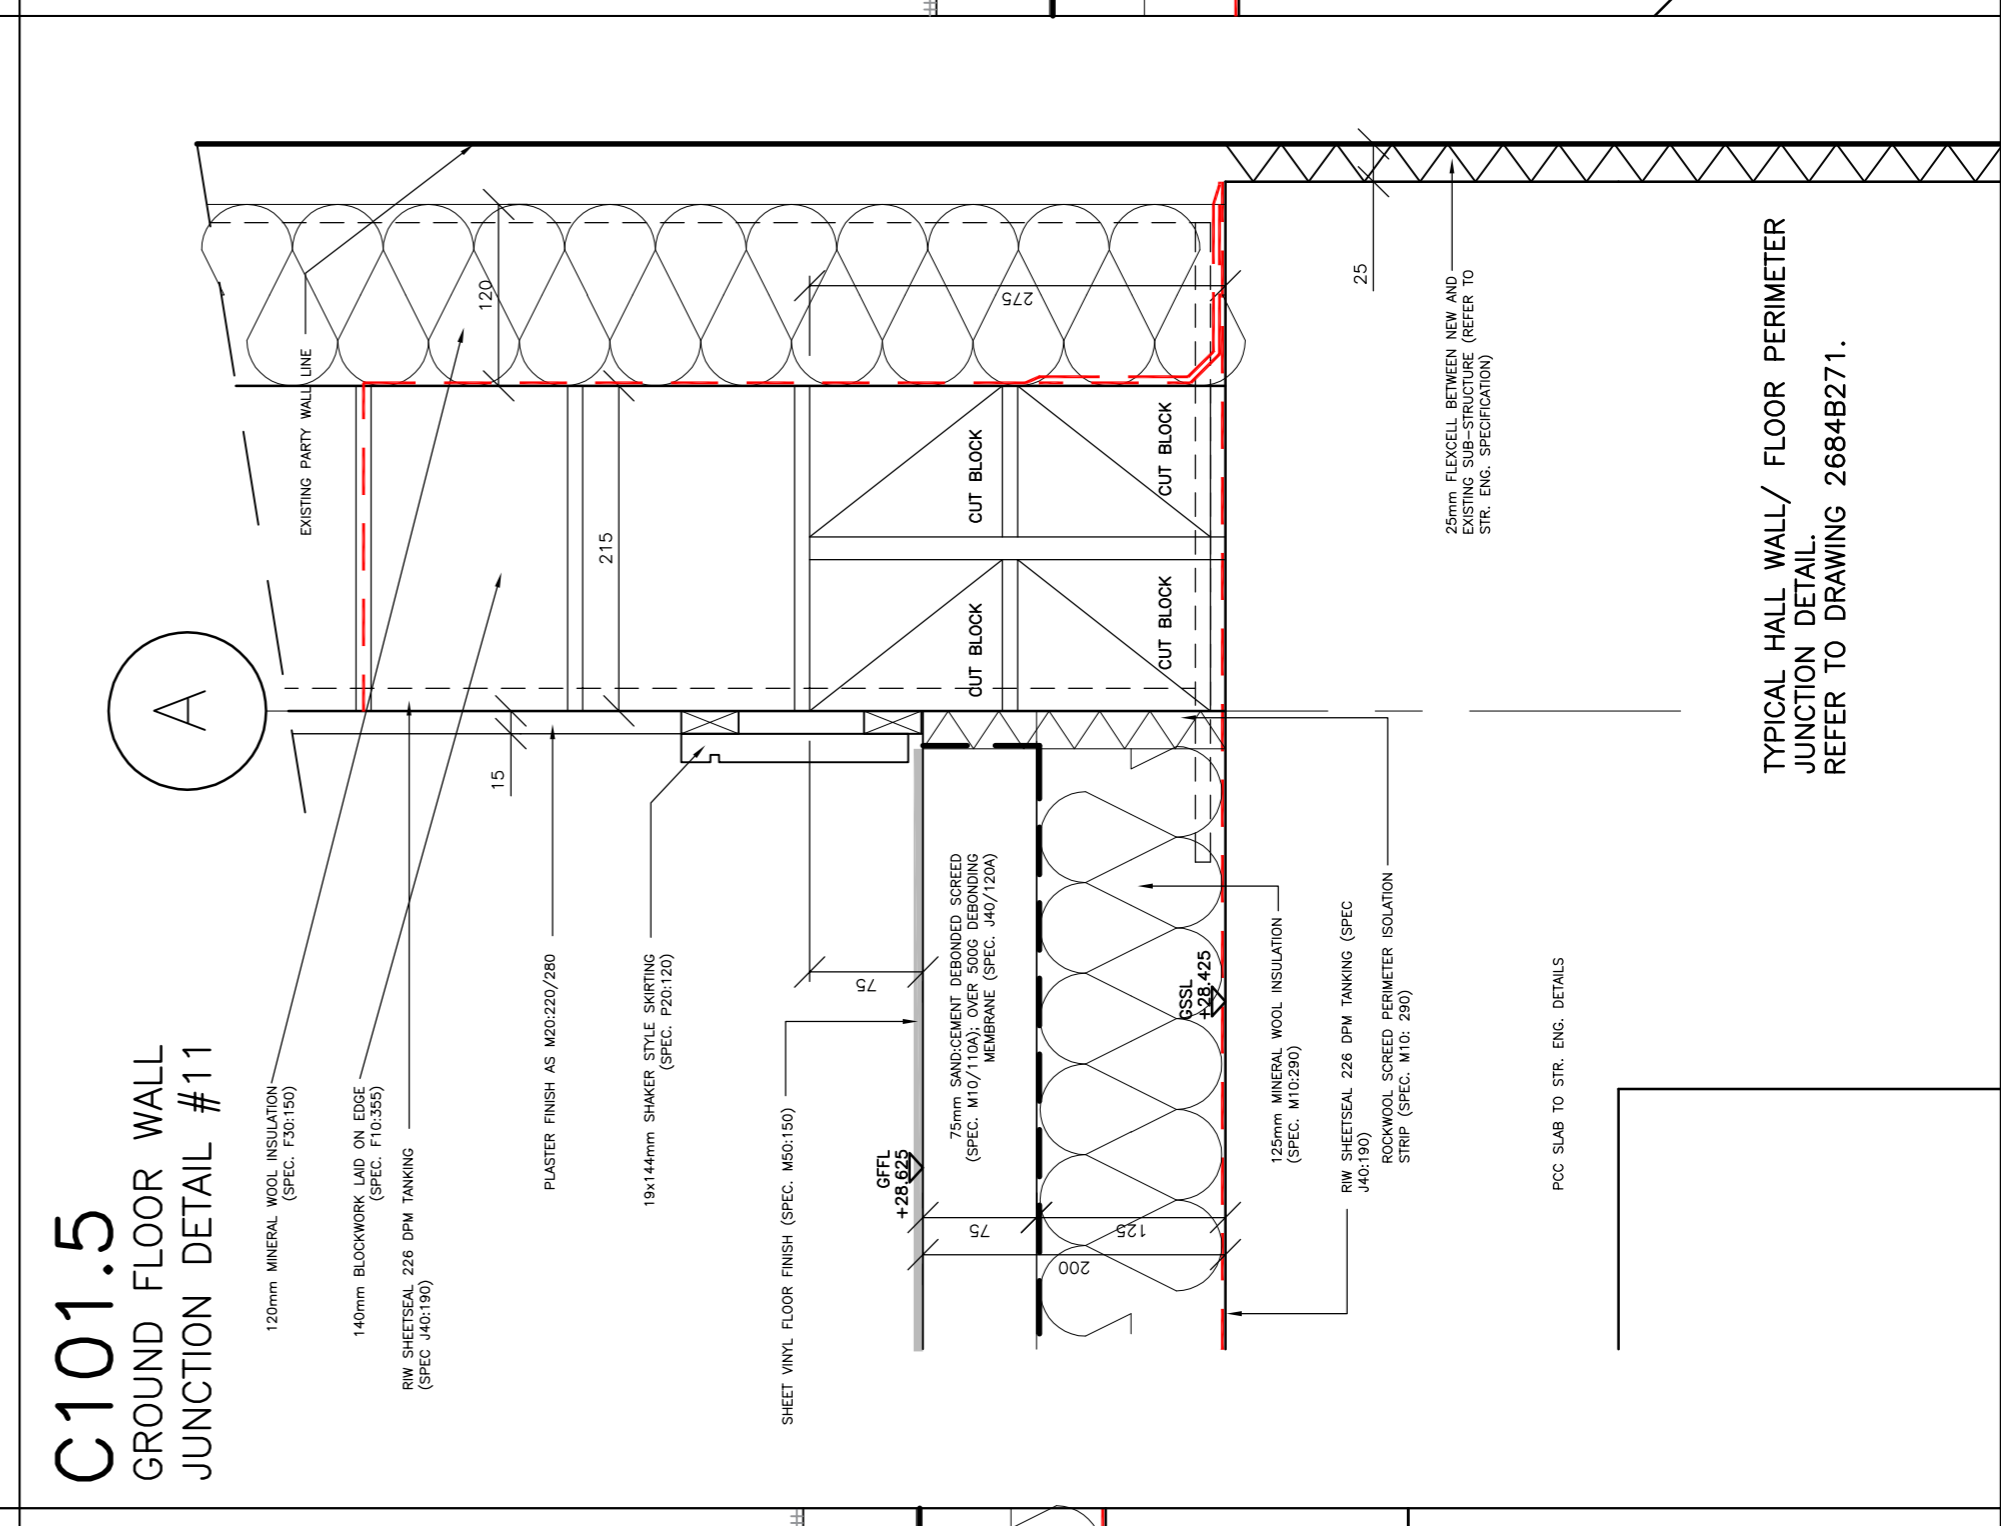 C101.5
GROUND FLOOR WALL
JUNCTION DETAIL #11
A
120mm MINERAL WOOL INSULATION
(SPEC. F30:150)
EXISTING PARTY WALL LINE
140mm BLOCKWORK LAID ON EDGE
(SPEC. F10:355)
RIW SHEETSEAL 226 DPM TANKING
(SPEC J40:190)
120
15
PLASTER FINISH AS M20:220/280
215
19x144mm SHAKER STYLE SKIRTING
(SPEC. P20:120)
SHEET VINYL FLOOR FINISH (SPEC. M50:150)
75
GFFL
+28.625
75mm SAND:CEMENT DEBONDED SCREED
(SPEC. M10/110A); OVER 500G DEBONDING
MEMBRANE (SPEC. J40/120A)
CUT BLOCK
CUT BLOCK
275
75
125
200
CUT BLOCK
CUT BLOCK
GSSL
+28.425
125mm MINERAL WOOL INSULATION
(SPEC. M10:290)
RIW SHEETSEAL 226 DPM TANKING (SPEC
J40:190)
ROCKWOOL SCREED PERIMETER ISOLATION
STRIP (SPEC. M10: 290)
25
25mm FLEXCELL BETWEEN NEW AND
EXISTING SUB-STRUCTURE (REFER TO
STR. ENG. SPECIFICATION)
PCC SLAB TO STR. ENG. DETAILS
TYPICAL HALL WALL/ FLOOR PERIMETER
JUNCTION DETAIL.
REFER TO DRAWING 2684B271.